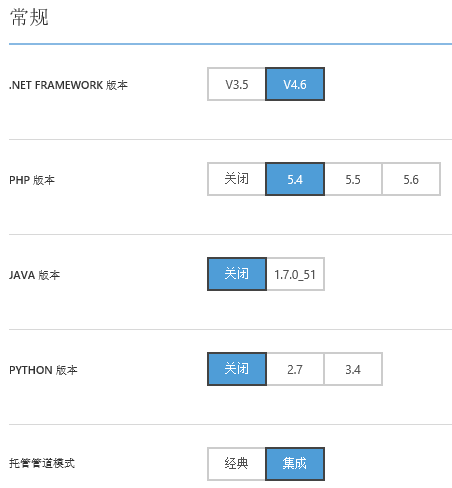 常规
.NET FRAMEWORK 版本 V3.5 V4.6
PHP 版本 关闭 5.4 5.5 5.6
JAVA 版本 关闭 1.7.0_51
PYTHON 版本 关闭 2.7 3.4
托管管道模式 经典 集成